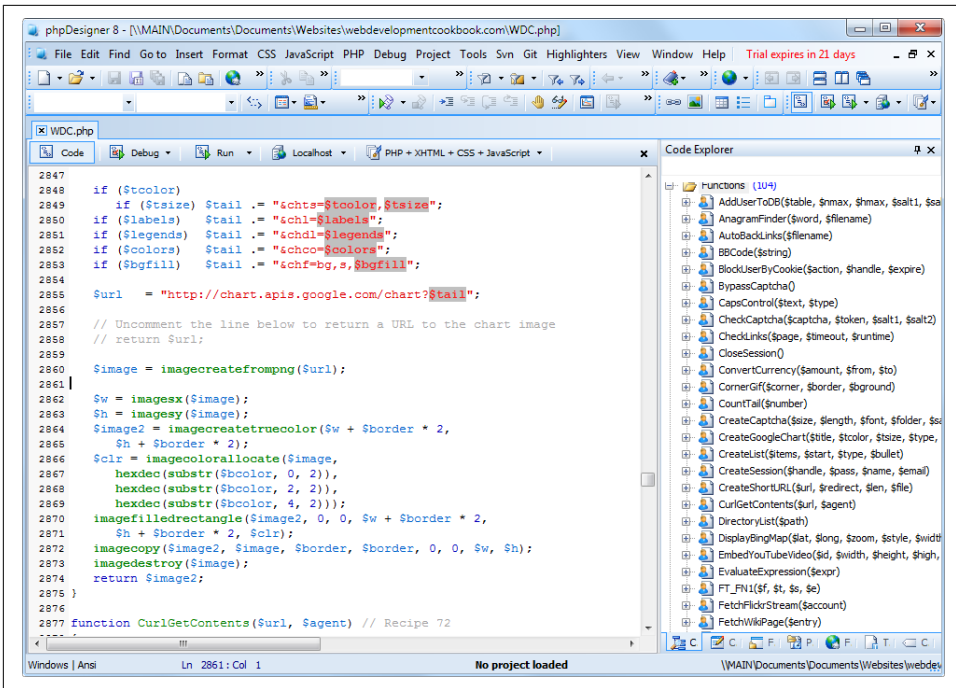 phpDesigner 8 - [\\MAIN\Documents\Documents\Websites\webdevelopmentcookbook.com\WDC.php]
File Edit Find Go to Insert Format CSS JavaScript PHP Debug Project Tools Svn Git Highlighters View Window Help Trial expires in 21 days
WDC.php
Code Debug Run Localhost PHP + XHTML + CSS + JavaScript
2847
2848 if ($tcolor)
2849 if ($tsize) $tail .= "&chts=$tcolor,$tsize";
2850 if ($labels) $tail .= "&chl=$labels";
2851 if ($legends) $tail .= "&chdl=$legends";
2852 if ($colors) $tail .= "&chco=$colors";
2853 if ($bgfill) $tail .= "&chf=bg,s,$bgfill";
2854
2855 $url = "http://chart.apis.google.com/chart?$tail";
2856
2857 // Uncomment the line below to return a URL to the chart image
2858 // return $url;
2859
2860 $image = imagecreatefrompng($url);
2861
2862 $w = imagesx($image);
2863 $h = imagesy($image);
2864 $image2 = imagecreatetruecolor($w + $border * 2,
2865 $h + $border * 2);
2866 $clr = imagecolorallocate($image,
2867 hexdec(substr($bcolor, 0, 2)),
2868 hexdec(substr($bcolor, 2, 2)),
2869 hexdec(substr($bcolor, 4, 2)));
2870 imagefilledrectangle($image2, 0, 0, $w + $border * 2,
2871 $h + $border * 2, $clr);
2872 imagecopy($image2, $image, $border, $border, 0, 0, $w, $h);
2873 imagedestroy($image);
2874 return $image2;
2875 }
2876
2877 function CurlGetContents($url, $agent) // Recipe 72
Code Explorer
Functions (104)
AddUserToDB($table, $nmax, $hmax, $salt1, $sa
AnagramFinder($word, $filename)
AutoBackLinks($filename)
BBCode($string)
BlockUserByCookie($action, $handle, $expire)
BypassCaptcha()
CapsControl($text, $type)
CheckCaptcha($captcha, $token, $salt1, $salt2)
CheckLinks($page, $timeout, $runtime)
CloseSession()
ConvertCurrency($amount, $from, $to)
CornerGif($corner, $border, $bground)
CountTail($number)
CreateCaptcha($size, $length, $font, $folder, $sa
CreateGoogleChart($title, $tcolor, $tsize, $type,
CreateList($items, $start, $type, $bullet)
CreateSession($handle, $pass, $name, $email)
CreateShortURL($url, $redirect, $len, $file)
CurlGetContents($url, $agent)
DirectoryList($path)
DisplayBingMap($lat, $long, $zoom, $style, $width
EmbedYouTubeVideo($id, $width, $height, $high,
EvaluateExpression($expr)
FT_FN1($f, $t, $s, $e)
FetchFlickrStream($account)
FetchWikiPage($entry)
C C F P F T C
Windows | Ansi Ln 2861 : Col 1 No project loaded \\MAIN\Documents\Documents\Websites\webdev